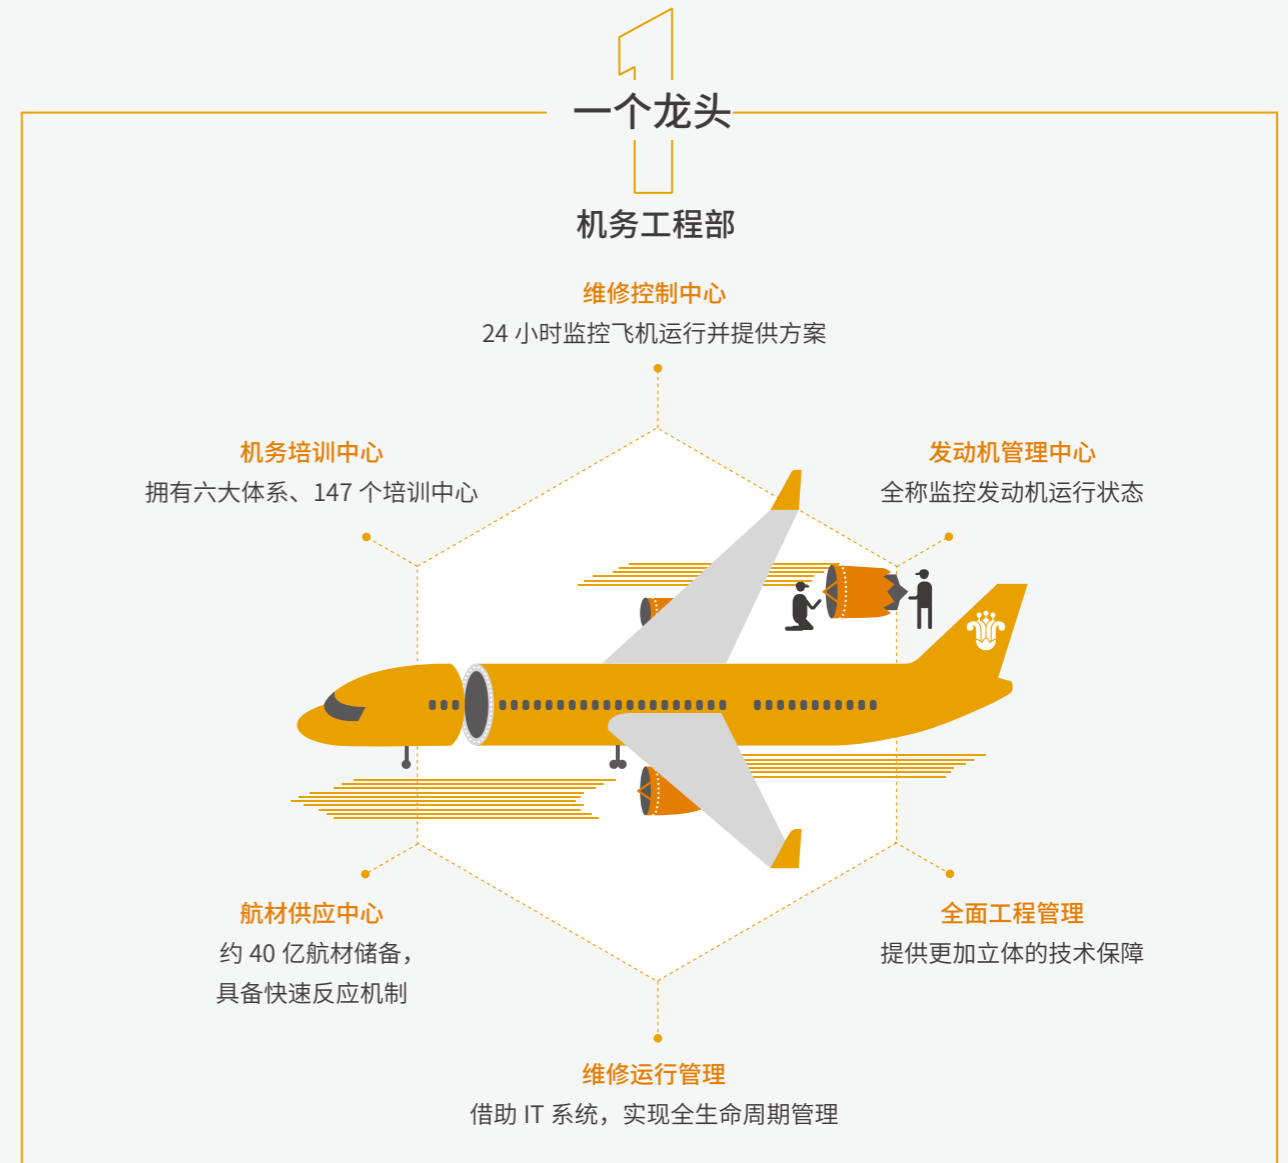 1
一个龙头
机务工程部
维修控制中心
24 小时监控飞机运行并提供方案
机务培训中心
拥有六大体系、147 个培训中心
发动机管理中心
全称监控发动机运行状态
航材供应中心
约 40 亿航材储备，
具备快速反应机制
全面工程管理
提供更加立体的技术保障
维修运行管理
借助 IT 系统，实现全生命周期管理